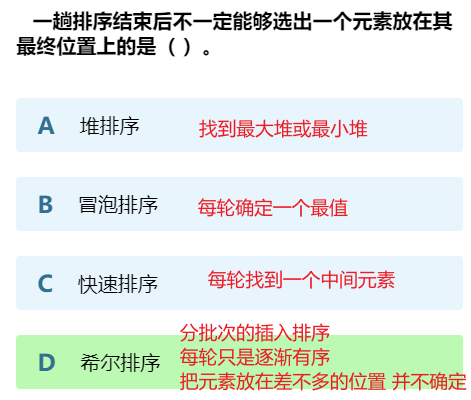 一趟排序结束后不一定能够选出一个元素放在其
最终位置上的是（ ）。
A 堆排序 找到最大堆或最小堆
B 冒泡排序 每轮确定一个最值
C 快速排序 每轮找到一个中间元素
分批次的插入排序
D 希尔排序 每轮只是逐渐有序
把元素放在差不多的位置 并不确定